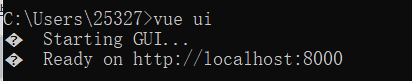 C:\Users\25327>vue ui
�  Starting GUI...
�  Ready on http://localhost:8000